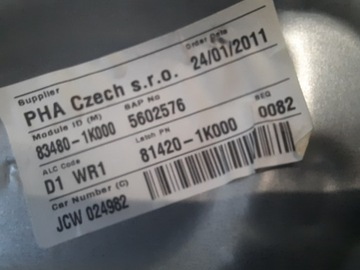 Supplier Order Date
PHA Czech s.r.o. 24/01/2011
Module ID (M) SAP No
83480-1K000 5602576
ALC Code Latch PN SEQ
D1 WR1 81420-1K000 0082
Car Number (C)
JCW 024982